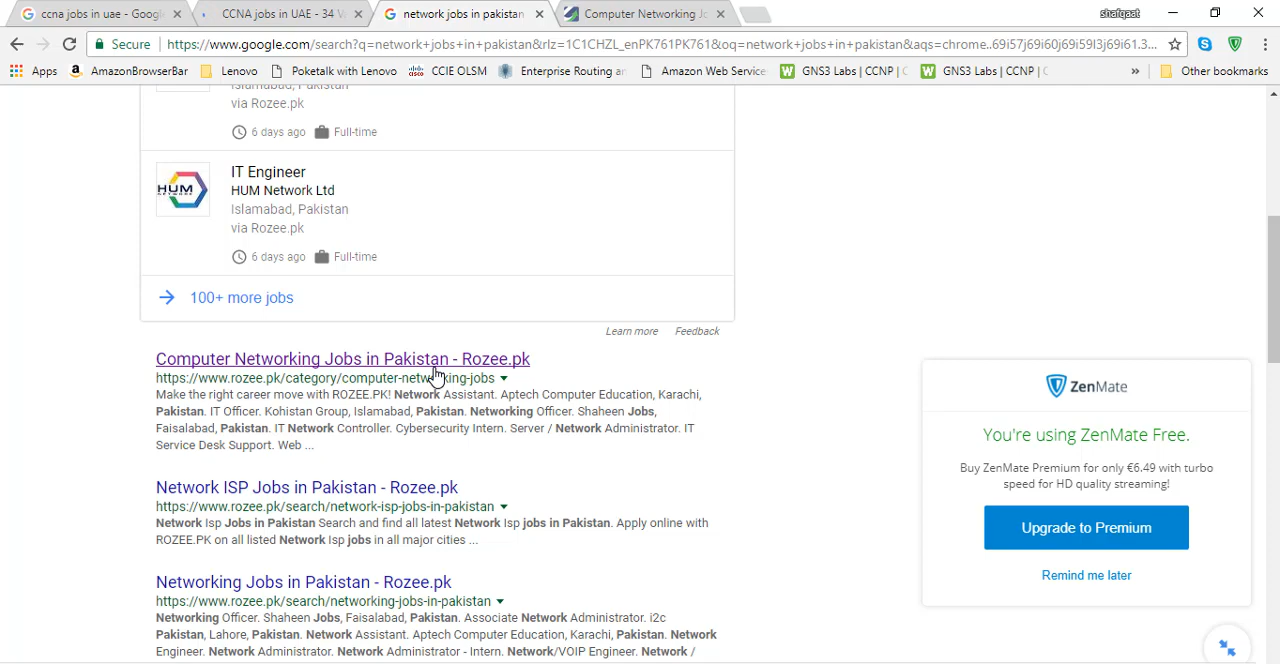 ccna jobs in uae - Googl
CCNA jobs in UAE - 34 V
network jobs in pakistan
Computer Networking Jo
shafqaat
Secure
https://www.google.com/search?q=network+jobs+in+pakistan&rlz=1C1CHZL_enPK761PK761&oq=network+jobs+in+pakistan&aqs=chrome..69i57j69i60j69i59l3j69i61.3...
Apps
AmazonBrowserBar
Lenovo
Poketalk with Lenovo
CCIE OLSM
Enterprise Routing an
Amazon Web Service
GNS3 Labs | CCNP | C
GNS3 Labs | CCNP | C
»
Other bookmarks
Islamabad, Pakistan
via Rozee.pk
6 days ago Full-time
HUM
NETWORK
IT Engineer
HUM Network Ltd
Islamabad, Pakistan
via Rozee.pk
6 days ago Full-time
100+ more jobs
Learn more Feedback
Computer Networking Jobs in Pakistan - Rozee.pk
https://www.rozee.pk/category/computer-networking-jobs
Make the right career move with ROZEE.PK! Network Assistant. Aptech Computer Education, Karachi,
Pakistan. IT Officer. Kohistan Group, Islamabad, Pakistan. Networking Officer. Shaheen Jobs,
Faisalabad, Pakistan. IT Network Controller. Cybersecurity Intern. Server / Network Administrator. IT
Service Desk Support. Web ...
Network ISP Jobs in Pakistan - Rozee.pk
https://www.rozee.pk/search/network-isp-jobs-in-pakistan
Network Isp Jobs in Pakistan Search and find all latest Network Isp jobs in Pakistan. Apply online with
ROZEE.PK on all listed Network Isp jobs in all major cities ...
Networking Jobs in Pakistan - Rozee.pk
https://www.rozee.pk/search/networking-jobs-in-pakistan
Networking Officer. Shaheen Jobs, Faisalabad, Pakistan. Associate Network Administrator. i2c
Pakistan, Lahore, Pakistan. Network Assistant. Aptech Computer Education, Karachi, Pakistan. Network
Engineer. Network Administrator. Network Administrator - Intern. Network/VOIP Engineer. Network /
ZenMate
You're using ZenMate Free.
Buy ZenMate Premium for only €6.49 with turbo
speed for HD quality streaming!
Upgrade to Premium
Remind me later